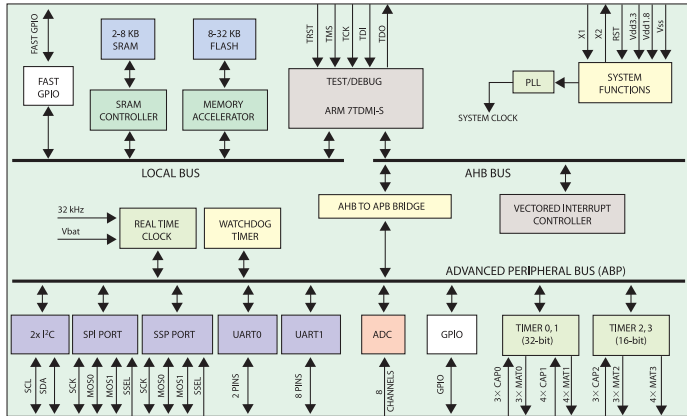 FAST GPIO
2-8 KB
SRAM
8-32 KB
FLASH
TRST
TMS
TCK
TDI
TDO
X1
X2
RST
Vdd3.3
Vdd1.8
Vss
FAST
GPIO
SRAM
CONTROLLER
MEMORY
ACCELERATOR
TEST/DEBUG
ARM 7TDMI-S
PLL
SYSTEM
FUNCTIONS
SYSTEM CLOCK
LOCAL BUS
AHB BUS
32 kHz
Vbat
REAL TIME
CLOCK
WATCHDOG
TIMER
AHB TO APB BRIDGE
VECTORED INTERRUPT
CONTROLLER
ADVANCED PERIPHERAL BUS (ABP)
2x I²C
SPI PORT
SSP PORT
UART0
UART1
ADC
GPIO
TIMER 0, 1
(32-bit)
TIMER 2, 3
(16-bit)
SCL
SDA
SCK
MOS0
MOS1
SSEL
SCK
MOS0
MOS1
SSEL
2 PINS
8 PINS
8
CHANNELS
GPIO
3× CAP0
3× MAT0
4× CAP1
4× MAT1
3× CAP2
3× MAT2
4× MAT3